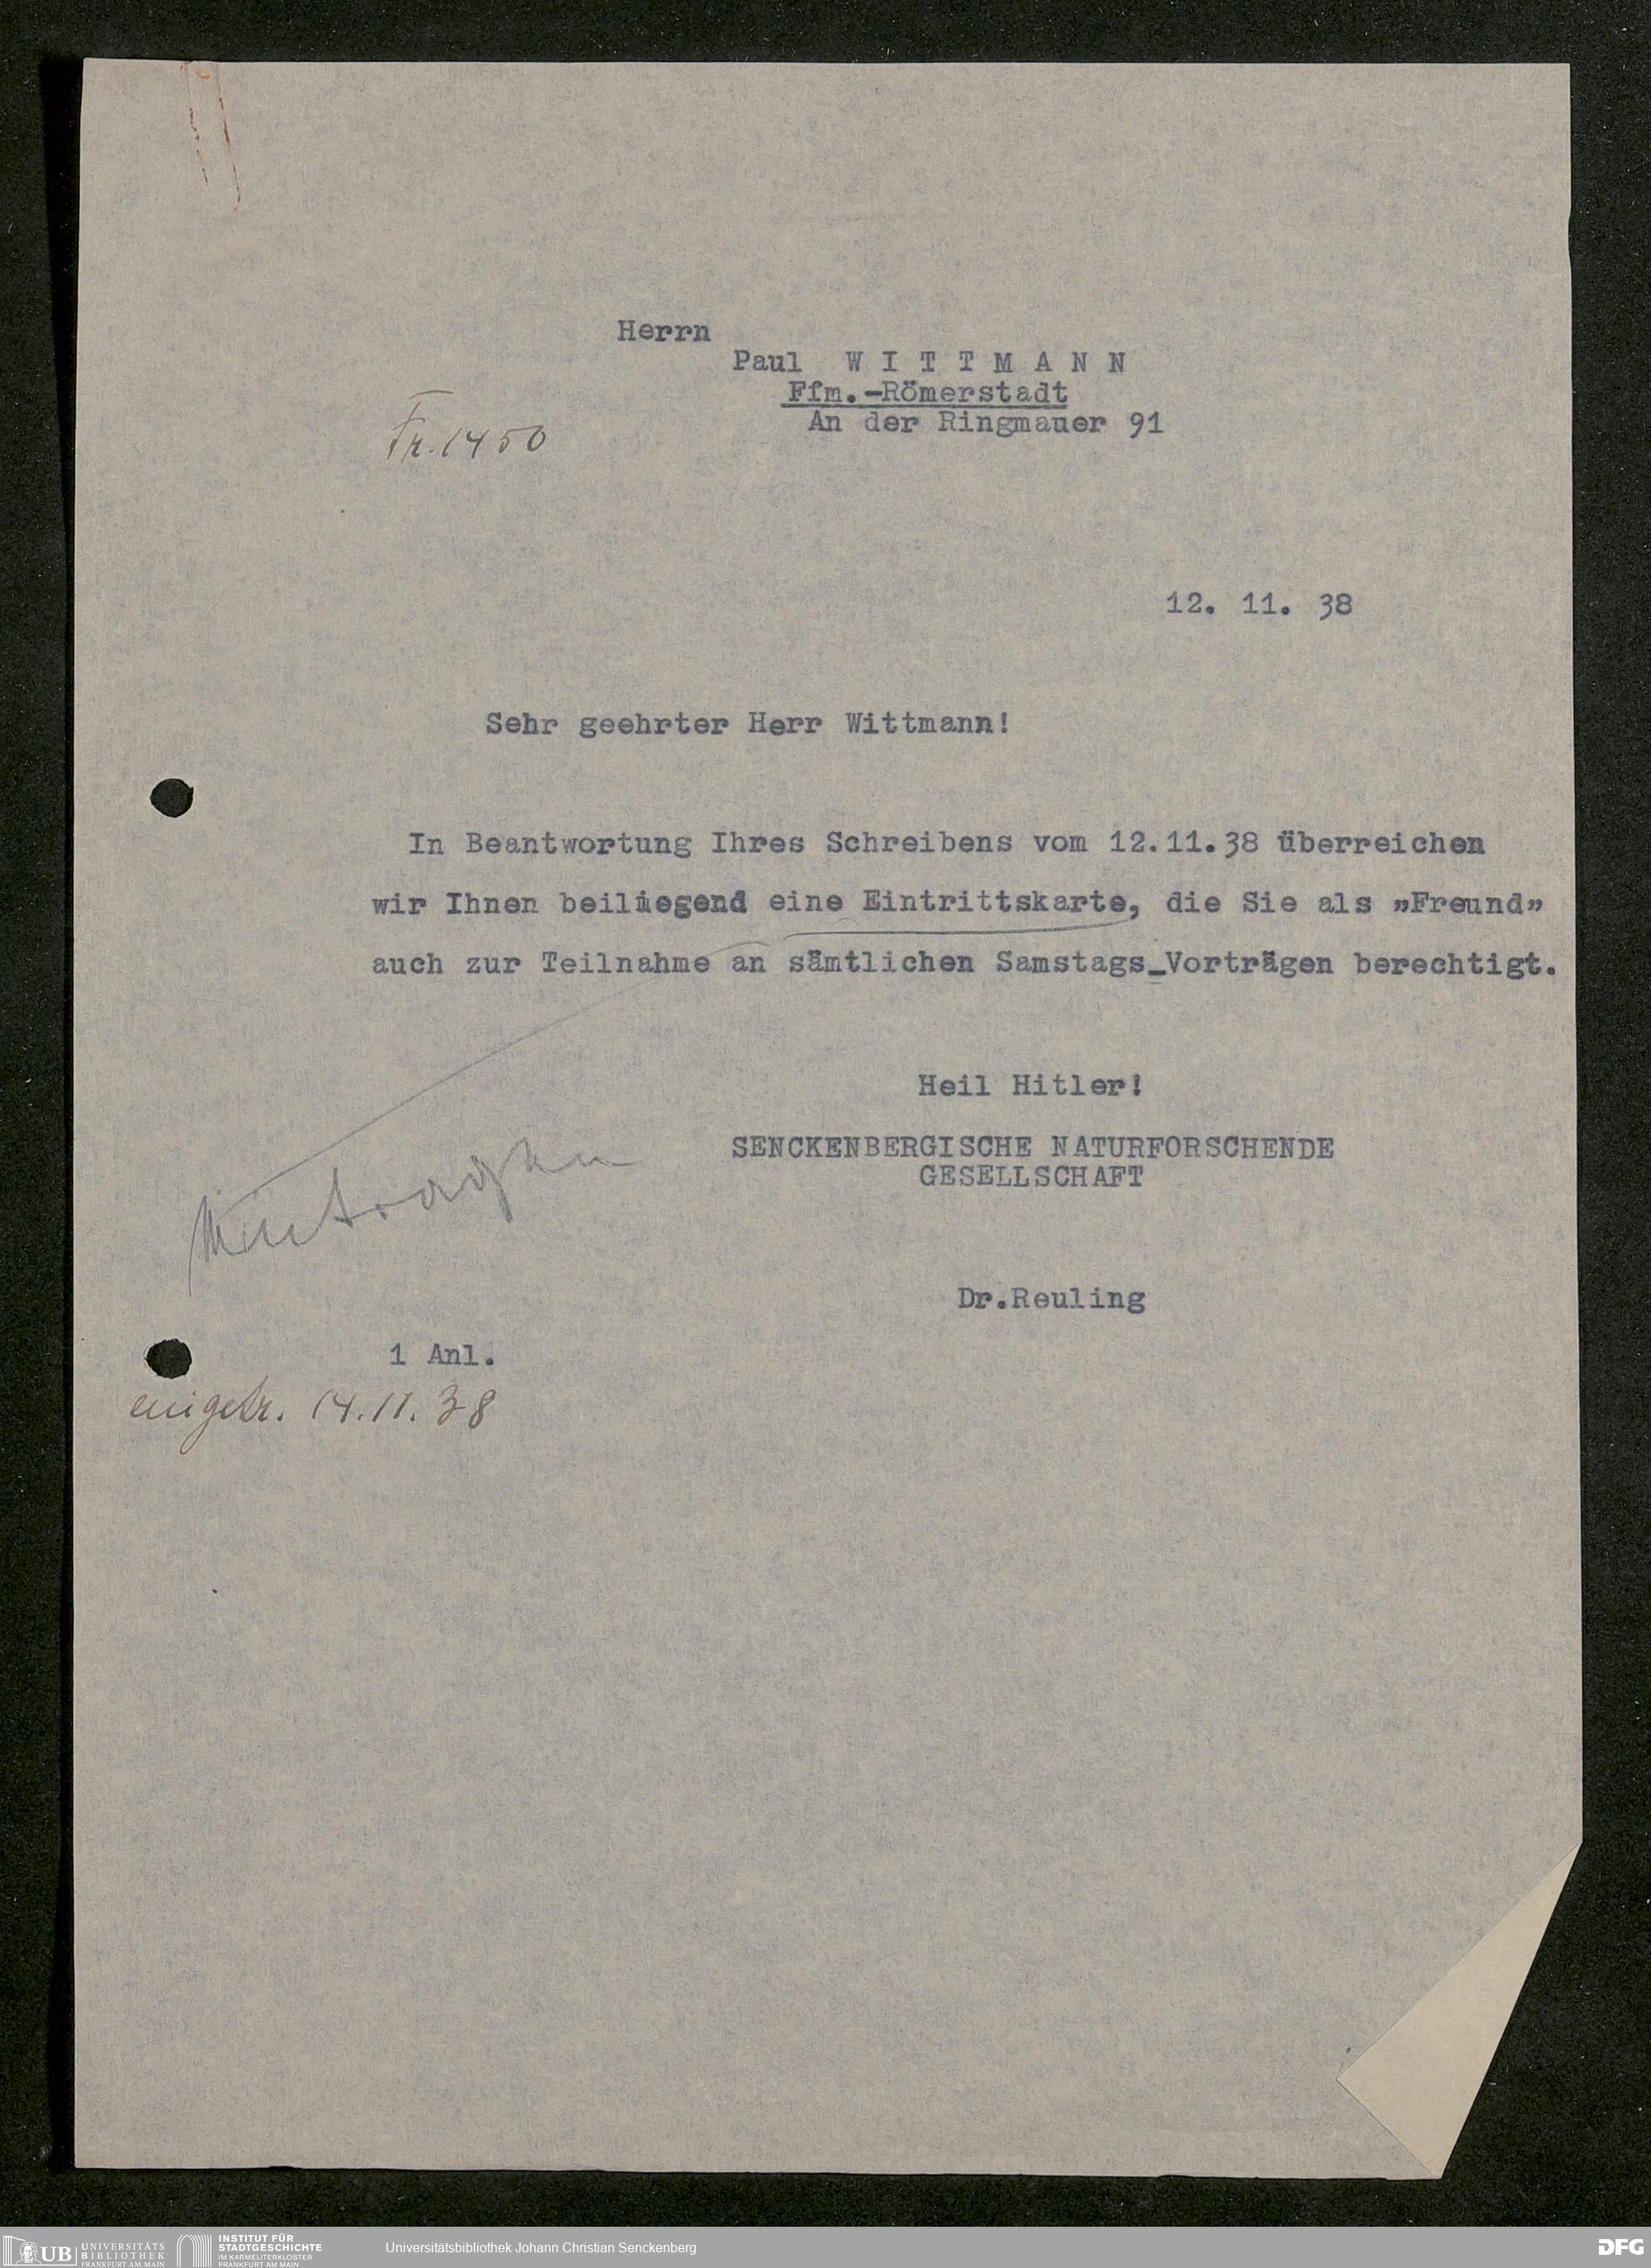 Herrn
Paul W I T T M A N N
Ffm.-Römerstadt
An der Ringmauer 91
Fr. 1450
12. 11. 38
Sehr geehrter Herr Wittmann!
In Beantwortung Ihres Schreibens vom 12.11.38 überreichen
wir Ihnen beiliegend eine Eintrittskarte, die Sie als „Freund”
auch zur Teilnahme an sämtlichen Samstags-Vorträgen berechtigt.
Heil Hitler!
SENCKENBERGISCHE NATURFORSCHENDE
GESELLSCHAFT
Dr.Reuling
1 Anl.
eingetr. 14.11.38
UB UNIVERSITÄTS
BIBLIOTHEK
FRANKFURT AM MAIN
INSTITUT FÜR
STADTGESCHICHTE
IM KARMELITERKLOSTER
FRANKFURT AM MAIN
Universitätsbibliothek Johann Christian Senckenberg
DFG